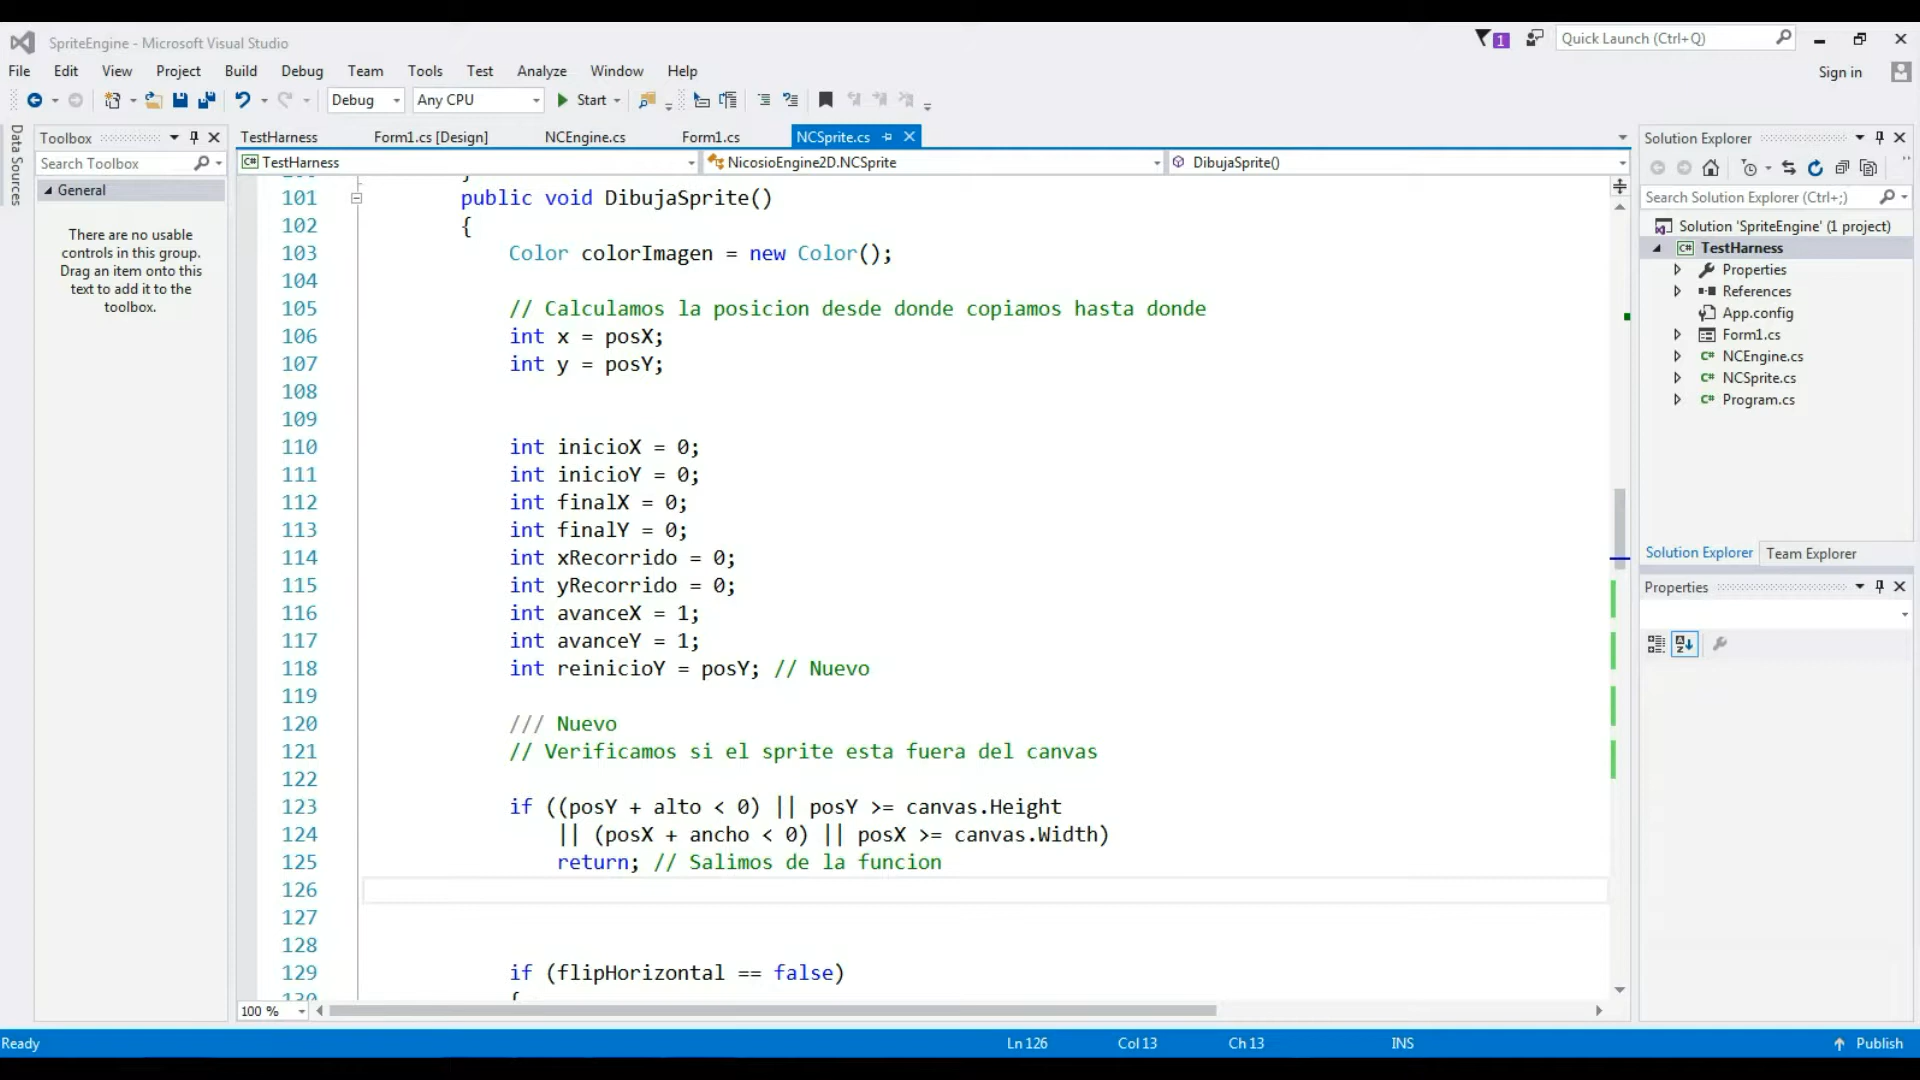 SpriteEngine - Microsoft Visual Studio
1
Quick Launch (Ctrl+Q)
File Edit View Project Build Debug Team Tools Test Analyze Window Help
Sign in
Debug Any CPU Start
Data Sources
Toolbox
Search Toolbox
General
There are no usable
controls in this group.
Drag an item onto this
text to add it to the
toolbox.
TestHarness Form1.cs [Design] NCEngine.cs Form1.cs NCSprite.cs
TestHarness NicosioEngine2D.NCSprite DibujaSprite()
101 public void DibujaSprite()
102 {
103 Color colorImagen = new Color();
104
105 // Calculamos la posicion desde donde copiamos hasta donde
106 int x = posX;
107 int y = posY;
108
109
110 int inicioX = 0;
111 int inicioY = 0;
112 int finalX = 0;
113 int finalY = 0;
114 int xRecorrido = 0;
115 int yRecorrido = 0;
116 int avanceX = 1;
117 int avanceY = 1;
118 int reinicioY = posY; // Nuevo
119
120 /// Nuevo
121 // Verificamos si el sprite esta fuera del canvas
122
123 if ((posY + alto < 0) || posY >= canvas.Height
124 || (posX + ancho < 0) || posX >= canvas.Width)
125 return; // Salimos de la funcion
126
127
128
129 if (flipHorizontal == false)
130 {
100 %
Solution Explorer
Search Solution Explorer (Ctrl+;)
Solution 'SpriteEngine' (1 project)
TestHarness
Properties
References
App.config
Form1.cs
NCEngine.cs
NCSprite.cs
Program.cs
Solution Explorer Team Explorer
Properties
Ready Ln 126 Col 13 Ch 13 INS Publish